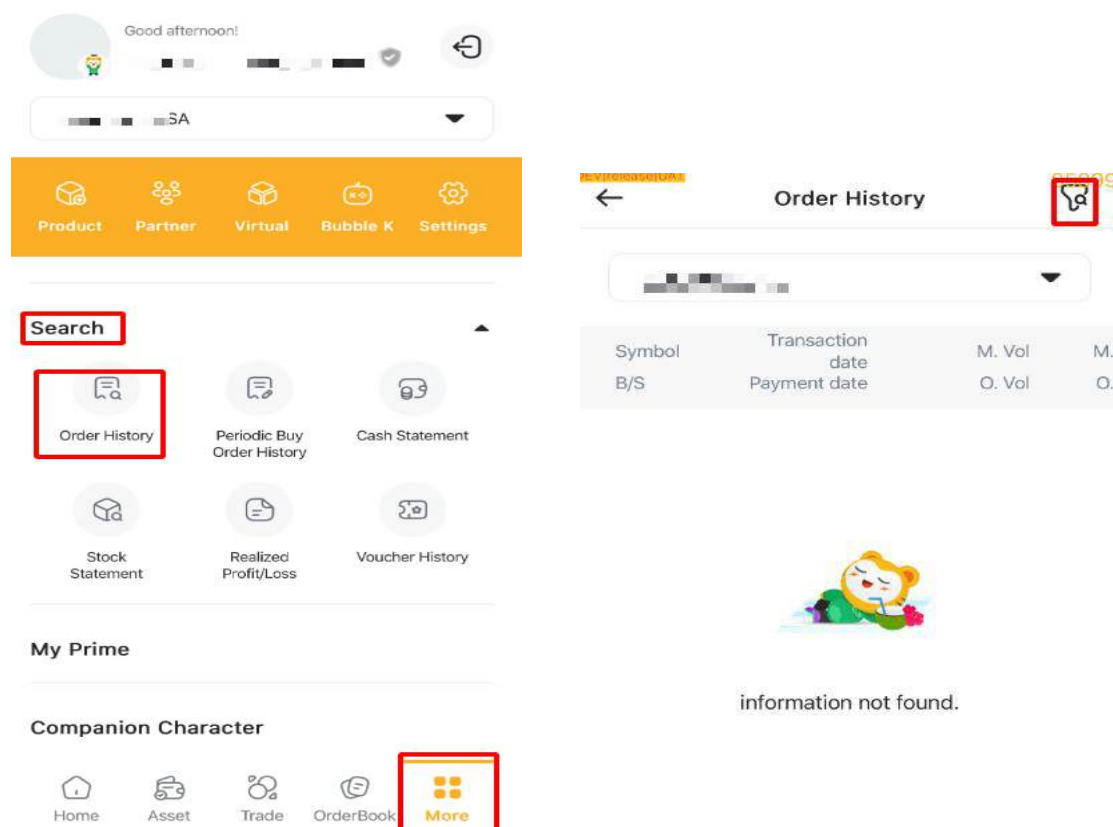 Good afternoon!
SA
Product Partner Virtual Bubble K Settings
Search
Order History Periodic Buy Order History Cash Statement
Stock Statement Realized Profit/Loss Voucher History
My Prime
Companion Character
Home Asset Trade OrderBook More
Order History
Symbol Transaction date M. Vol M.
B/S Payment date O. Vol O.
information not found.